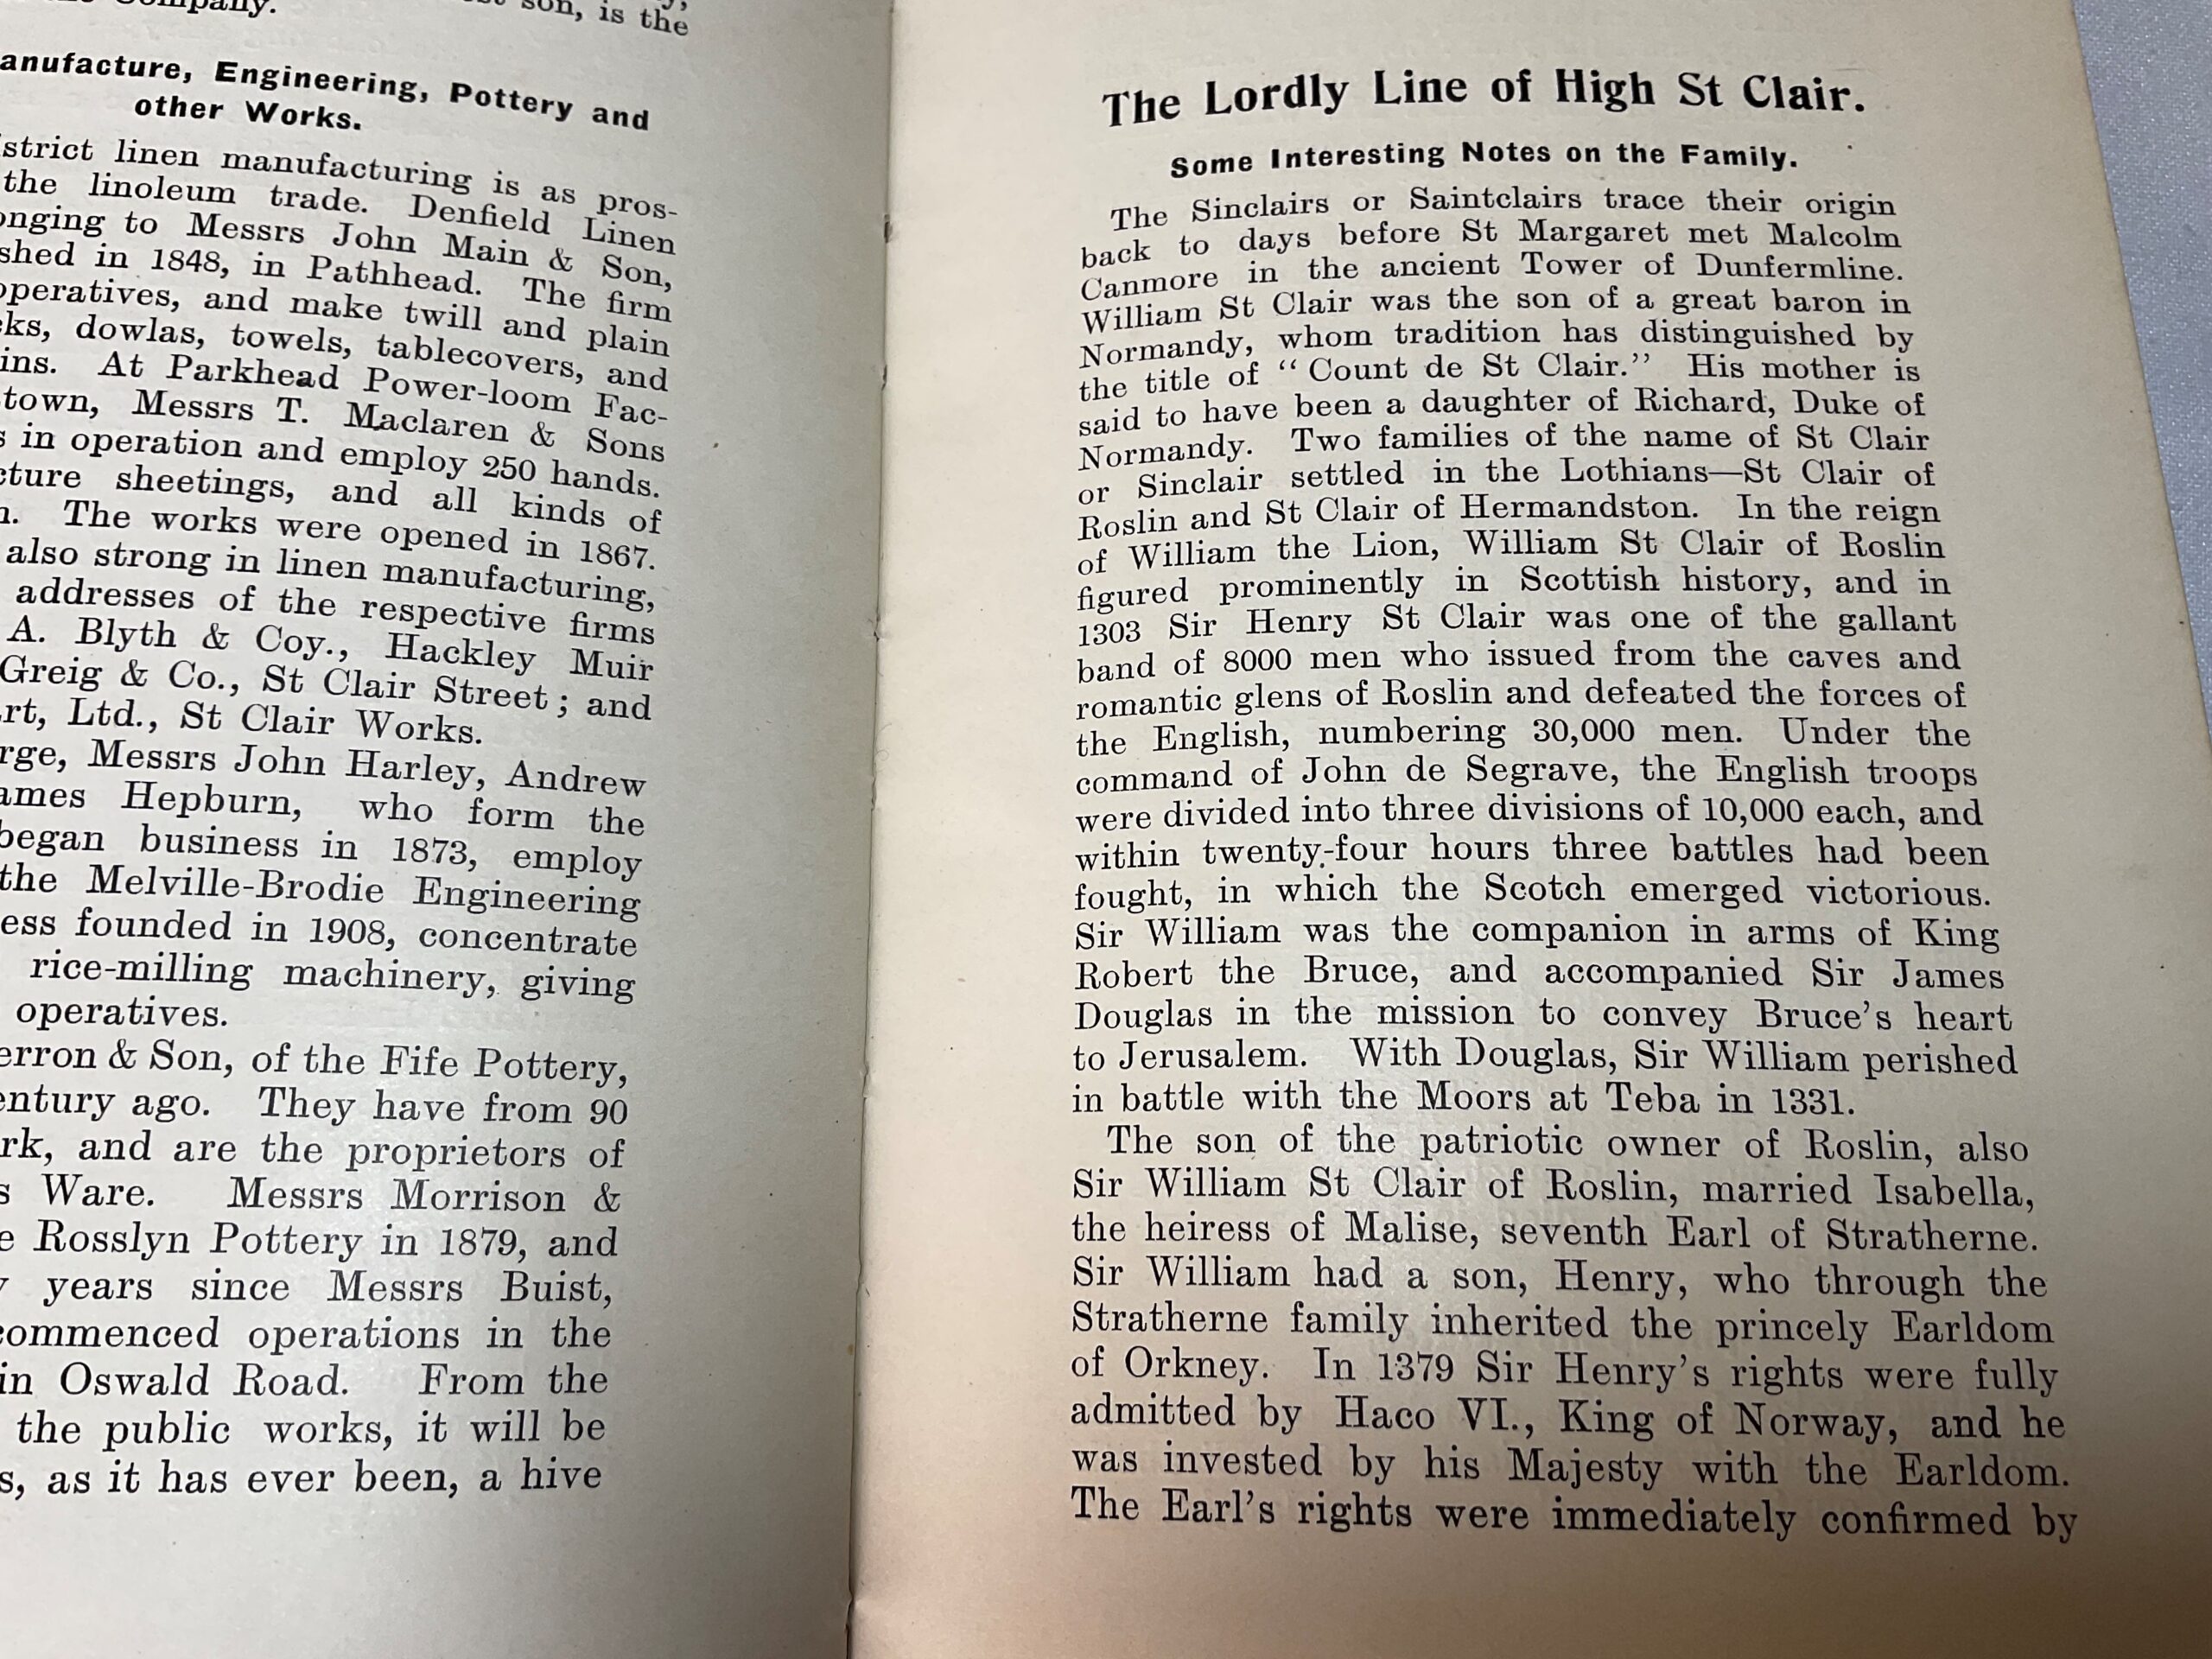 Company.
son, is the
anufacture, Engineering, Pottery and
other Works.
strict linen manufacturing is as pros-
the linoleum trade. Denfield Linen
onging to Messrs John Main & Son,
shed in 1848, in Pathhead. The firm
operatives, and make twill and plain
ks, dowlas, towels, tablecovers, and
ins. At Parkhead Power-loom Fac-
town, Messrs T. Maclaren & Sons
s in operation and employ 250 hands.
cture sheetings, and all kinds of
n. The works were opened in 1867.
also strong in linen manufacturing,
addresses of the respective firms
A. Blyth & Coy., Hackley Muir
Greig & Co., St Clair Street; and
rt, Ltd., St Clair Works.
rge, Messrs John Harley, Andrew
ames Hepburn, who form the
began business in 1873, employ
the Melville-Brodie Engineering
ess founded in 1908, concentrate
rice-milling machinery, giving
operatives.
erron & Son, of the Fife Pottery,
entury ago. They have from 90
rk, and are the proprietors of
s Ware. Messrs Morrison &
e Rosslyn Pottery in 1879, and
y years since Messrs Buist,
commenced operations in the
in Oswald Road. From the
the public works, it will be
s, as it has ever been, a hive
The Lordly Line of High St Clair.
Some Interesting Notes on the Family.
The Sinclairs or Saintclairs trace their origin
back to days before St Margaret met Malcolm
Canmore in the ancient Tower of Dunfermline.
William St Clair was the son of a great baron in
Normandy, whom tradition has distinguished by
the title of "Count de St Clair." His mother is
said to have been a daughter of Richard, Duke of
Normandy. Two families of the name of St Clair
or Sinclair settled in the Lothians—St Clair of
Roslin and St Clair of Hermandston. In the reign
of William the Lion, William St Clair of Roslin
figured prominently in Scottish history, and in
1303 Sir Henry St Clair was one of the gallant
band of 8000 men who issued from the caves and
romantic glens of Roslin and defeated the forces of
the English, numbering 30,000 men. Under the
command of John de Segrave, the English troops
were divided into three divisions of 10,000 each, and
within twenty-four hours three battles had been
fought, in which the Scotch emerged victorious.
Sir William was the companion in arms of King
Robert the Bruce, and accompanied Sir James
Douglas in the mission to convey Bruce's heart
to Jerusalem. With Douglas, Sir William perished
in battle with the Moors at Teba in 1331.
The son of the patriotic owner of Roslin, also
Sir William St Clair of Roslin, married Isabella,
the heiress of Malise, seventh Earl of Stratherne.
Sir William had a son, Henry, who through the
Stratherne family inherited the princely Earldom
of Orkney. In 1379 Sir Henry's rights were fully
admitted by Haco VI., King of Norway, and he
was invested by his Majesty with the Earldom.
The Earl's rights were immediately confirmed by